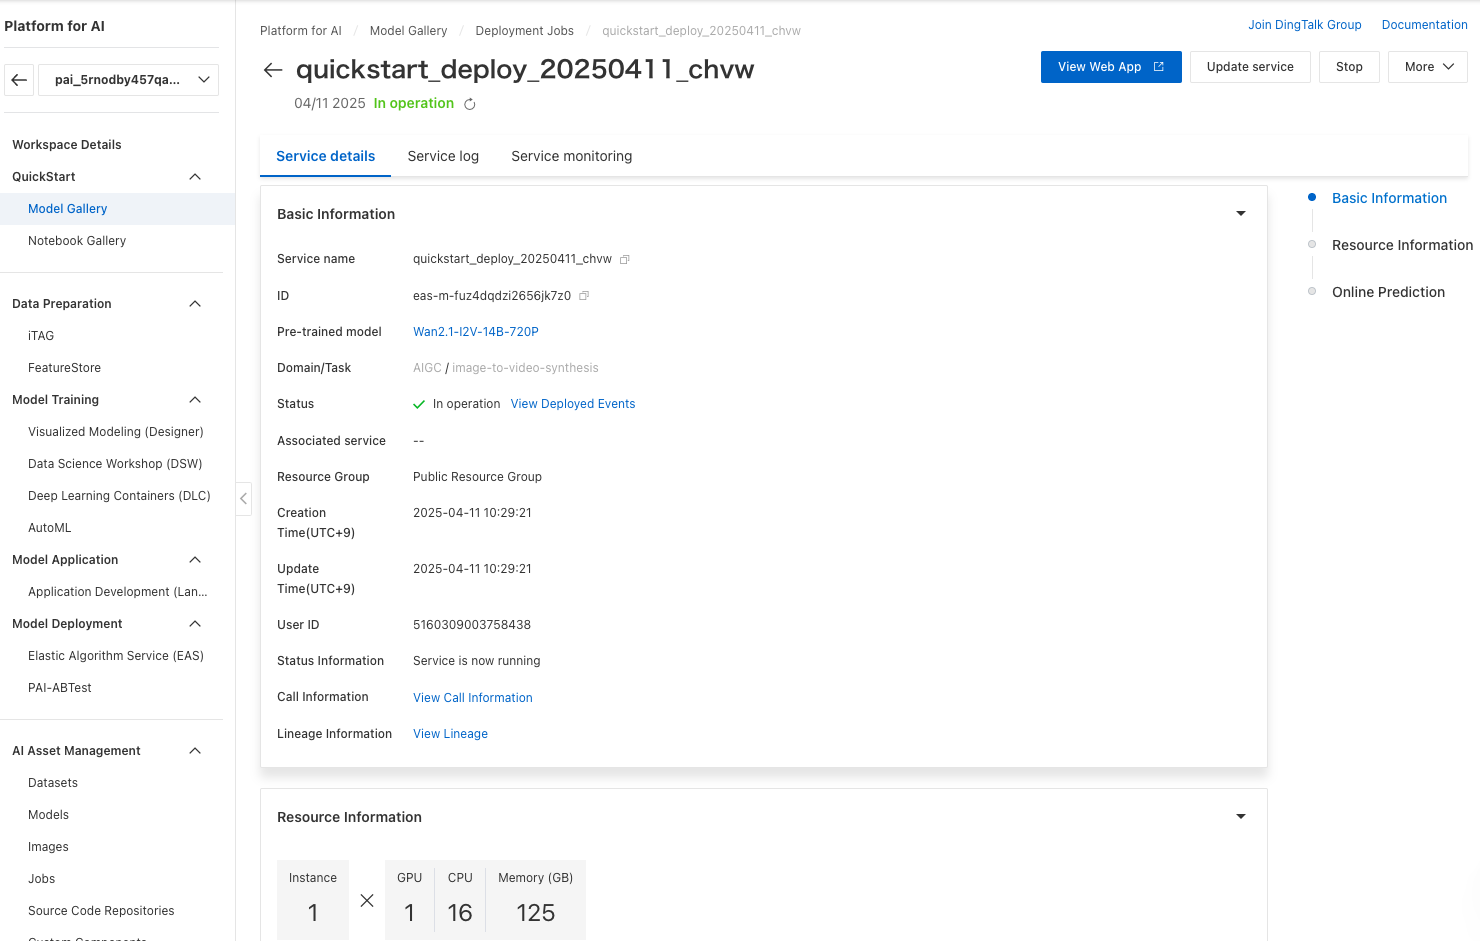 Platform for AI
pai_5rnodby457qa...
Workspace Details
QuickStart
Model Gallery
Notebook Gallery
Data Preparation
iTAG
FeatureStore
Model Training
Visualized Modeling (Designer)
Data Science Workshop (DSW)
Deep Learning Containers (DLC)
AutoML
Model Application
Application Development (Lan...
Model Deployment
Elastic Algorithm Service (EAS)
PAI-ABTest
AI Asset Management
Datasets
Models
Images
Jobs
Source Code Repositories
Custom Components
Platform for AI / Model Gallery / Deployment Jobs / quickstart_deploy_20250411_chvw
Join DingTalk Group Documentation
quickstart_deploy_20250411_chvw
View Web App Update service Stop More
04/11 2025 In operation
Service details Service log Service monitoring
Basic Information
Service name quickstart_deploy_20250411_chvw
ID eas-m-fuz4dqdzi2656jk7z0
Pre-trained model Wan2.1-I2V-14B-720P
Domain/Task AIGC / image-to-video-synthesis
Status In operation View Deployed Events
Associated service --
Resource Group Public Resource Group
Creation 2025-04-11 10:29:21
Time(UTC+9)
Update 2025-04-11 10:29:21
Time(UTC+9)
User ID 5160309003758438
Status Information Service is now running
Call Information View Call Information
Lineage Information View Lineage
Resource Information
Instance GPU CPU Memory (GB)
1 1 16 125
Basic Information
Resource Information
Online Prediction